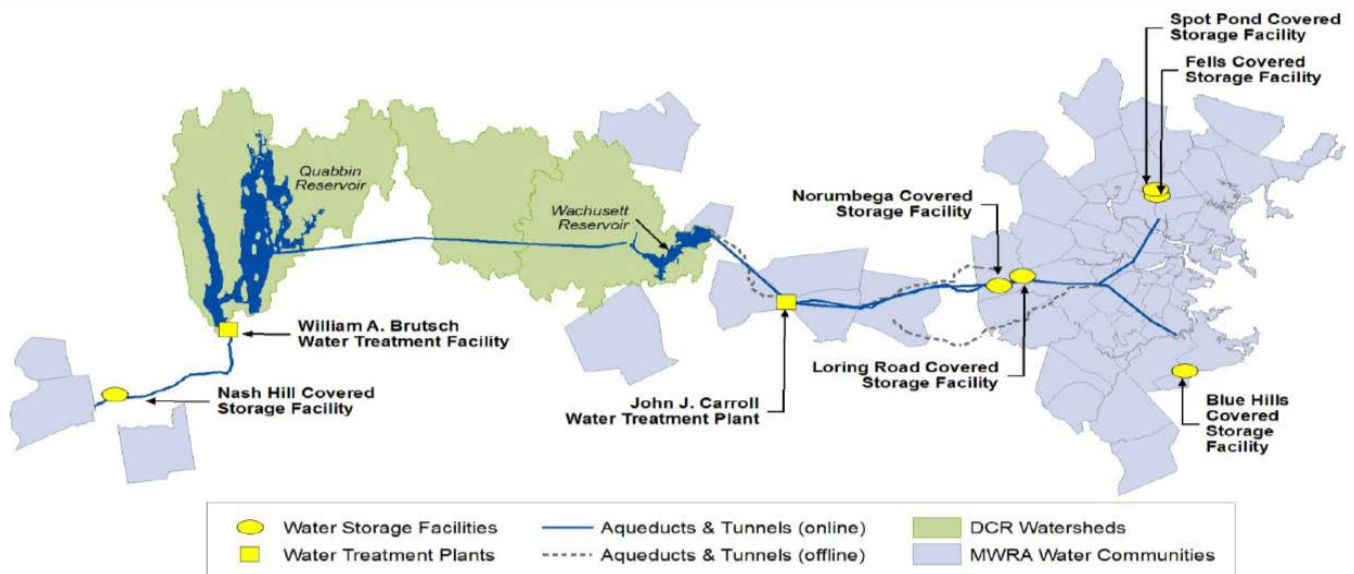 Spot Pond Covered
Storage Facility
Fells Covered
Storage Facility
Quabbin
Reservoir
Norumbega Covered
Storage Facility
Wachusett
Reservoir
William A. Brutsch
Water Treatment Facility
Nash Hill Covered
Storage Facility
John J. Carroll
Water Treatment Plant
Loring Road Covered
Storage Facility
Blue Hills
Covered
Storage
Facility
Water Storage Facilities
Aqueducts & Tunnels (online)
DCR Watersheds
Water Treatment Plants
Aqueducts & Tunnels (offline)
MWRA Water Communities